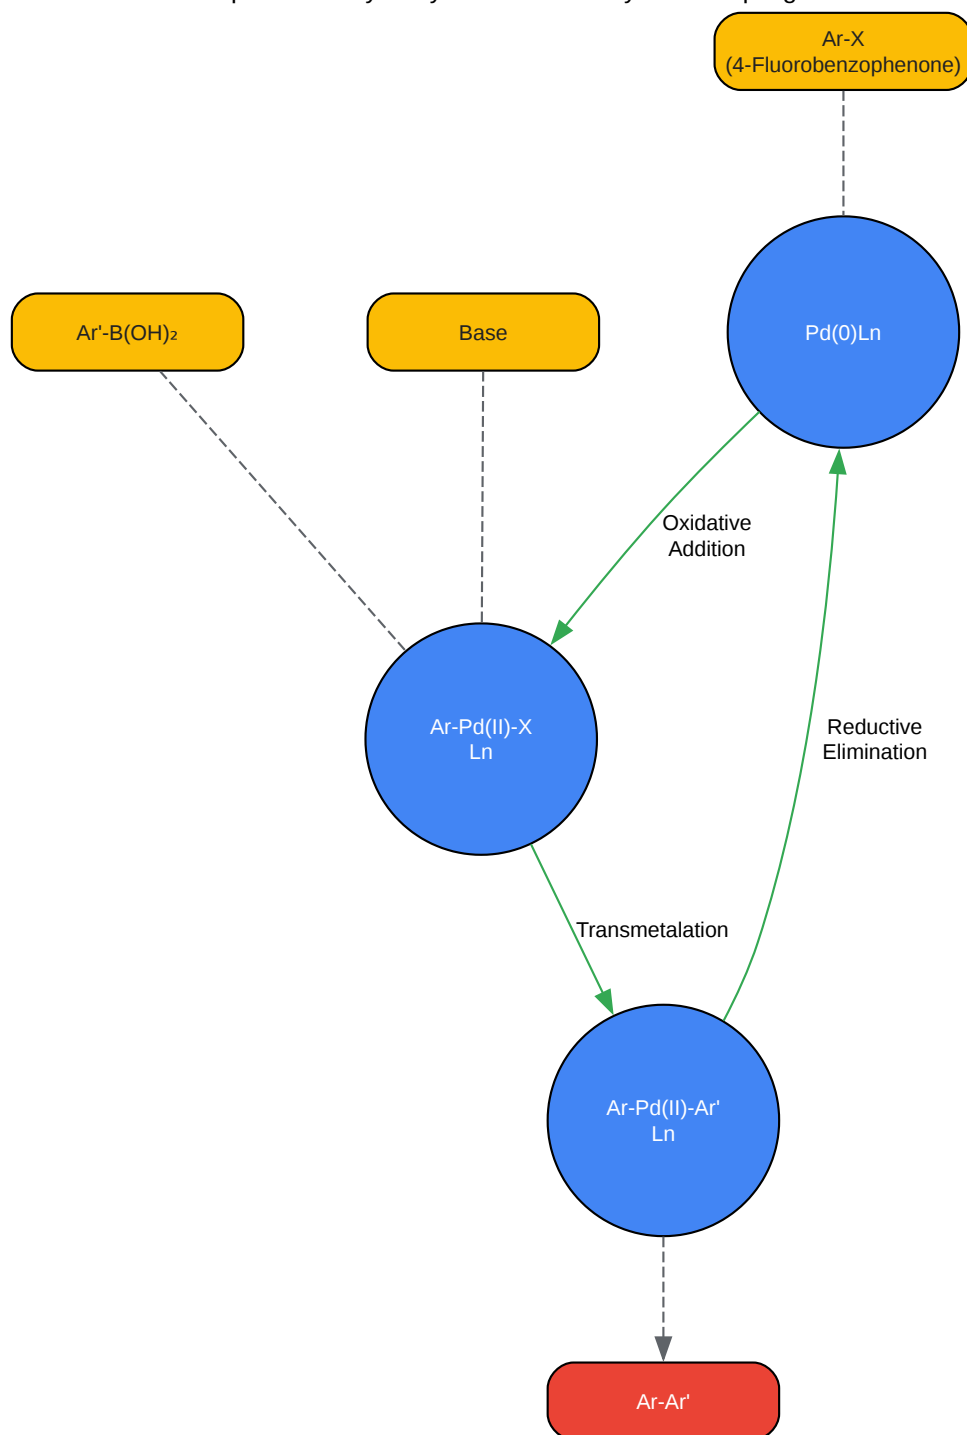 Ar-X
(4-Fluorobenzophenone)
Ar'-B(OH)₂
Base
Pd(0)Ln
Oxidative
Addition
Ar-Pd(II)-X
Ln
Reductive
Elimination
Transmetalation
Ar-Pd(II)-Ar'
Ln
Ar-Ar'